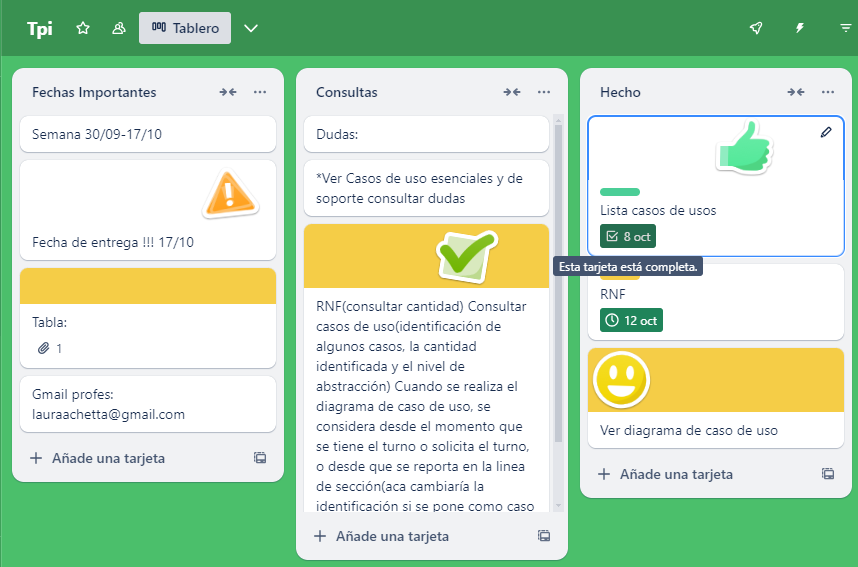 Tpi
Tablero
Fechas Importantes
Semana 30/09-17/10
Fecha de entrega !!! 17/10
Tabla:
1
Gmail profes:
lauraachetta@gmail.com
Añade una tarjeta
Consultas
Dudas:
*Ver Casos de uso esenciales y de
soporte consultar dudas
RNF(consultar cantidad) Consultar
casos de uso(identificación de
algunos casos, la cantidad
identificada y el nivel de
abstracción) Cuando se realiza el
diagrama de caso de uso, se
considera desde el momento que
se tiene el turno o solicita el turno,
o desde que se reporta en la linea
de sección(aca cambiaría la
identificación si se pone como caso
Añade una tarjeta
Hecho
Lista casos de usos
8 oct
Esta tarjeta está completa.
RNF
12 oct
Ver diagrama de caso de uso
Añade una tarjeta